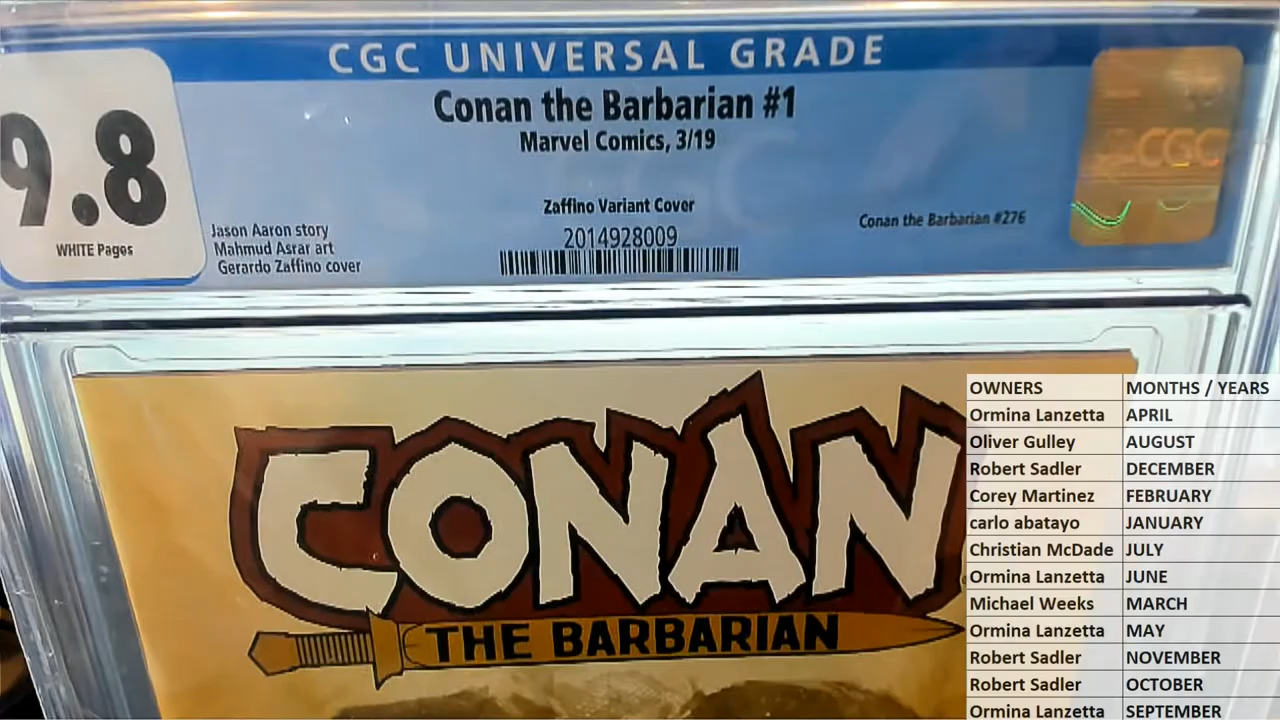 CGC UNIVERSAL GRADE
9.8
WHITE Pages
Conan the Barbarian #1
Marvel Comics, 3/19
Zaffino Variant Cover
2014928009
Jason Aaron story
Mahmud Asrar art
Gerardo Zaffino cover
Conan the Barbarian #276
CGC
CONAN
THE BARBARIAN
OWNERS MONTHS / YEARS
Ormina Lanzetta APRIL
Oliver Gulley AUGUST
Robert Sadler DECEMBER
Corey Martinez FEBRUARY
carlo abatayo JANUARY
Christian McDade JULY
Ormina Lanzetta JUNE
Michael Weeks MARCH
Ormina Lanzetta MAY
Robert Sadler NOVEMBER
Robert Sadler OCTOBER
Ormina Lanzetta SEPTEMBER